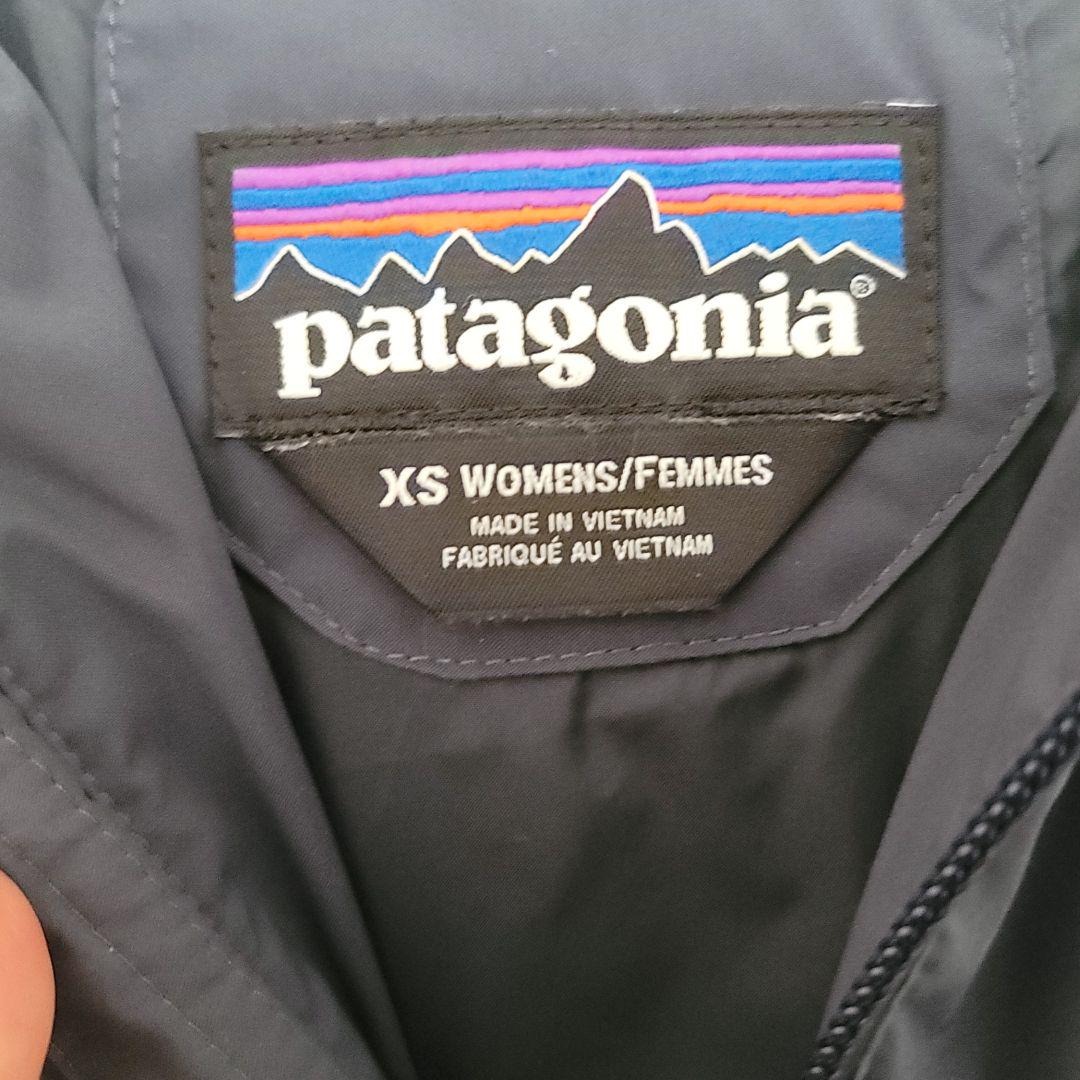 patagonia®
XS WOMENS/FEMMES
MADE IN VIETNAM
FABRIQUÉ AU VIETNAM